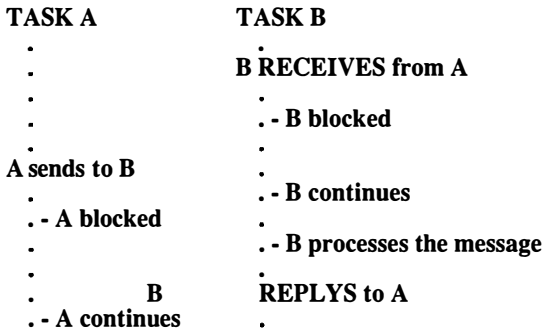 TASK A TASK B
B RECEIVES from A
. - B blocked
A sends to B
. - B continues
. - A blocked
. - B processes the message
B REPLYS to A
. - A continues